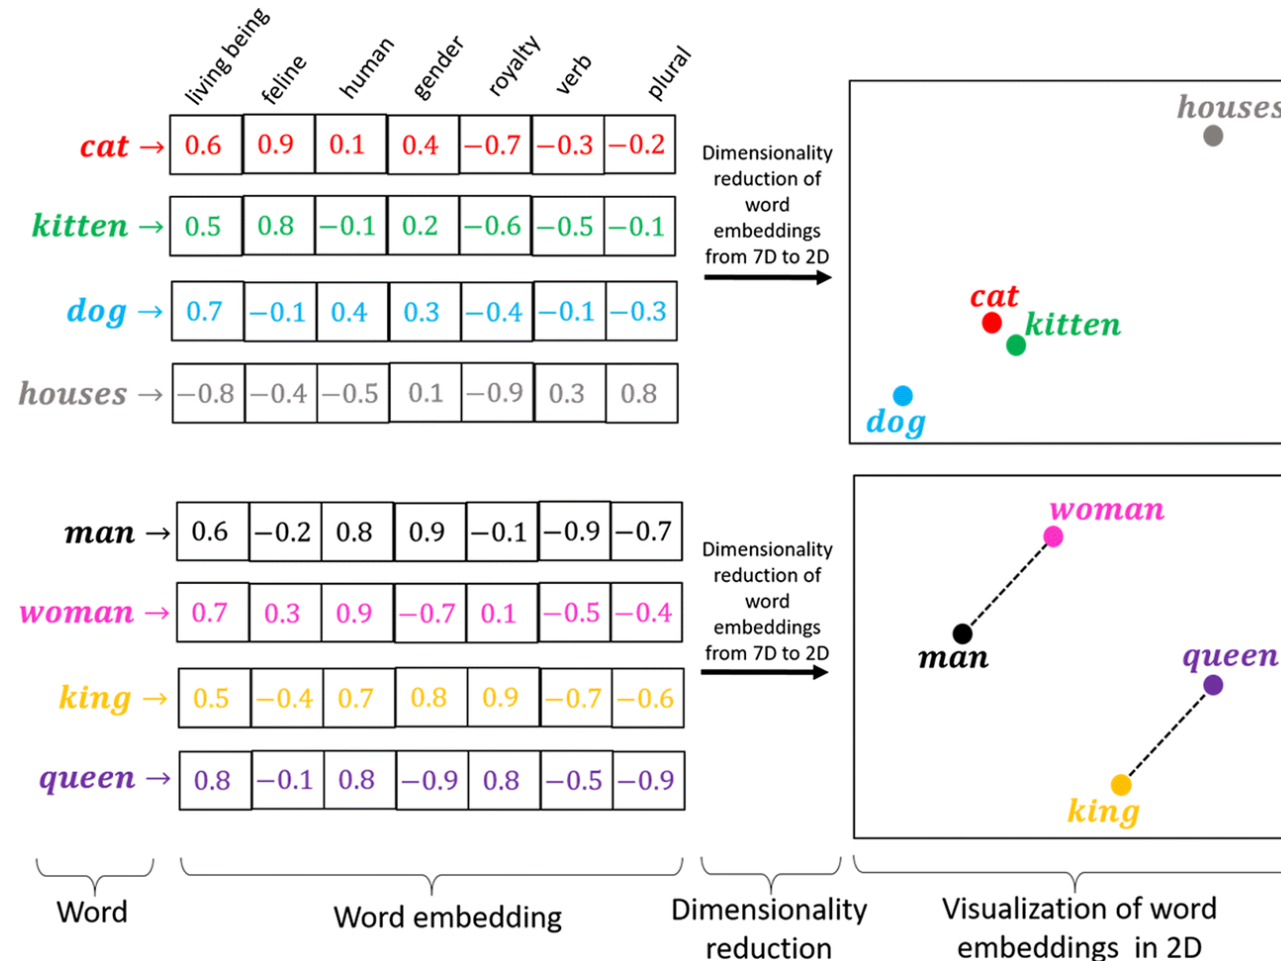 living being feline human gender royalty verb plural
cat → 0.6 0.9 0.1 0.4 −0.7 −0.3 −0.2
kitten → 0.5 0.8 −0.1 0.2 −0.6 −0.5 −0.1
dog → 0.7 −0.1 0.4 0.3 −0.4 −0.1 −0.3
houses → −0.8 −0.4 −0.5 0.1 −0.9 0.3 0.8
Dimensionality
reduction of
word
embeddings
from 7D to 2D
houses
cat
kitten
dog
man → 0.6 −0.2 0.8 0.9 −0.1 −0.9 −0.7
woman → 0.7 0.3 0.9 −0.7 0.1 −0.5 −0.4
king → 0.5 −0.4 0.7 0.8 0.9 −0.7 −0.6
queen → 0.8 −0.1 0.8 −0.9 0.8 −0.5 −0.9
Dimensionality
reduction of
word
embeddings
from 7D to 2D
woman
man
queen
king
Word
Word embedding
Dimensionality
reduction
Visualization of word
embeddings in 2D